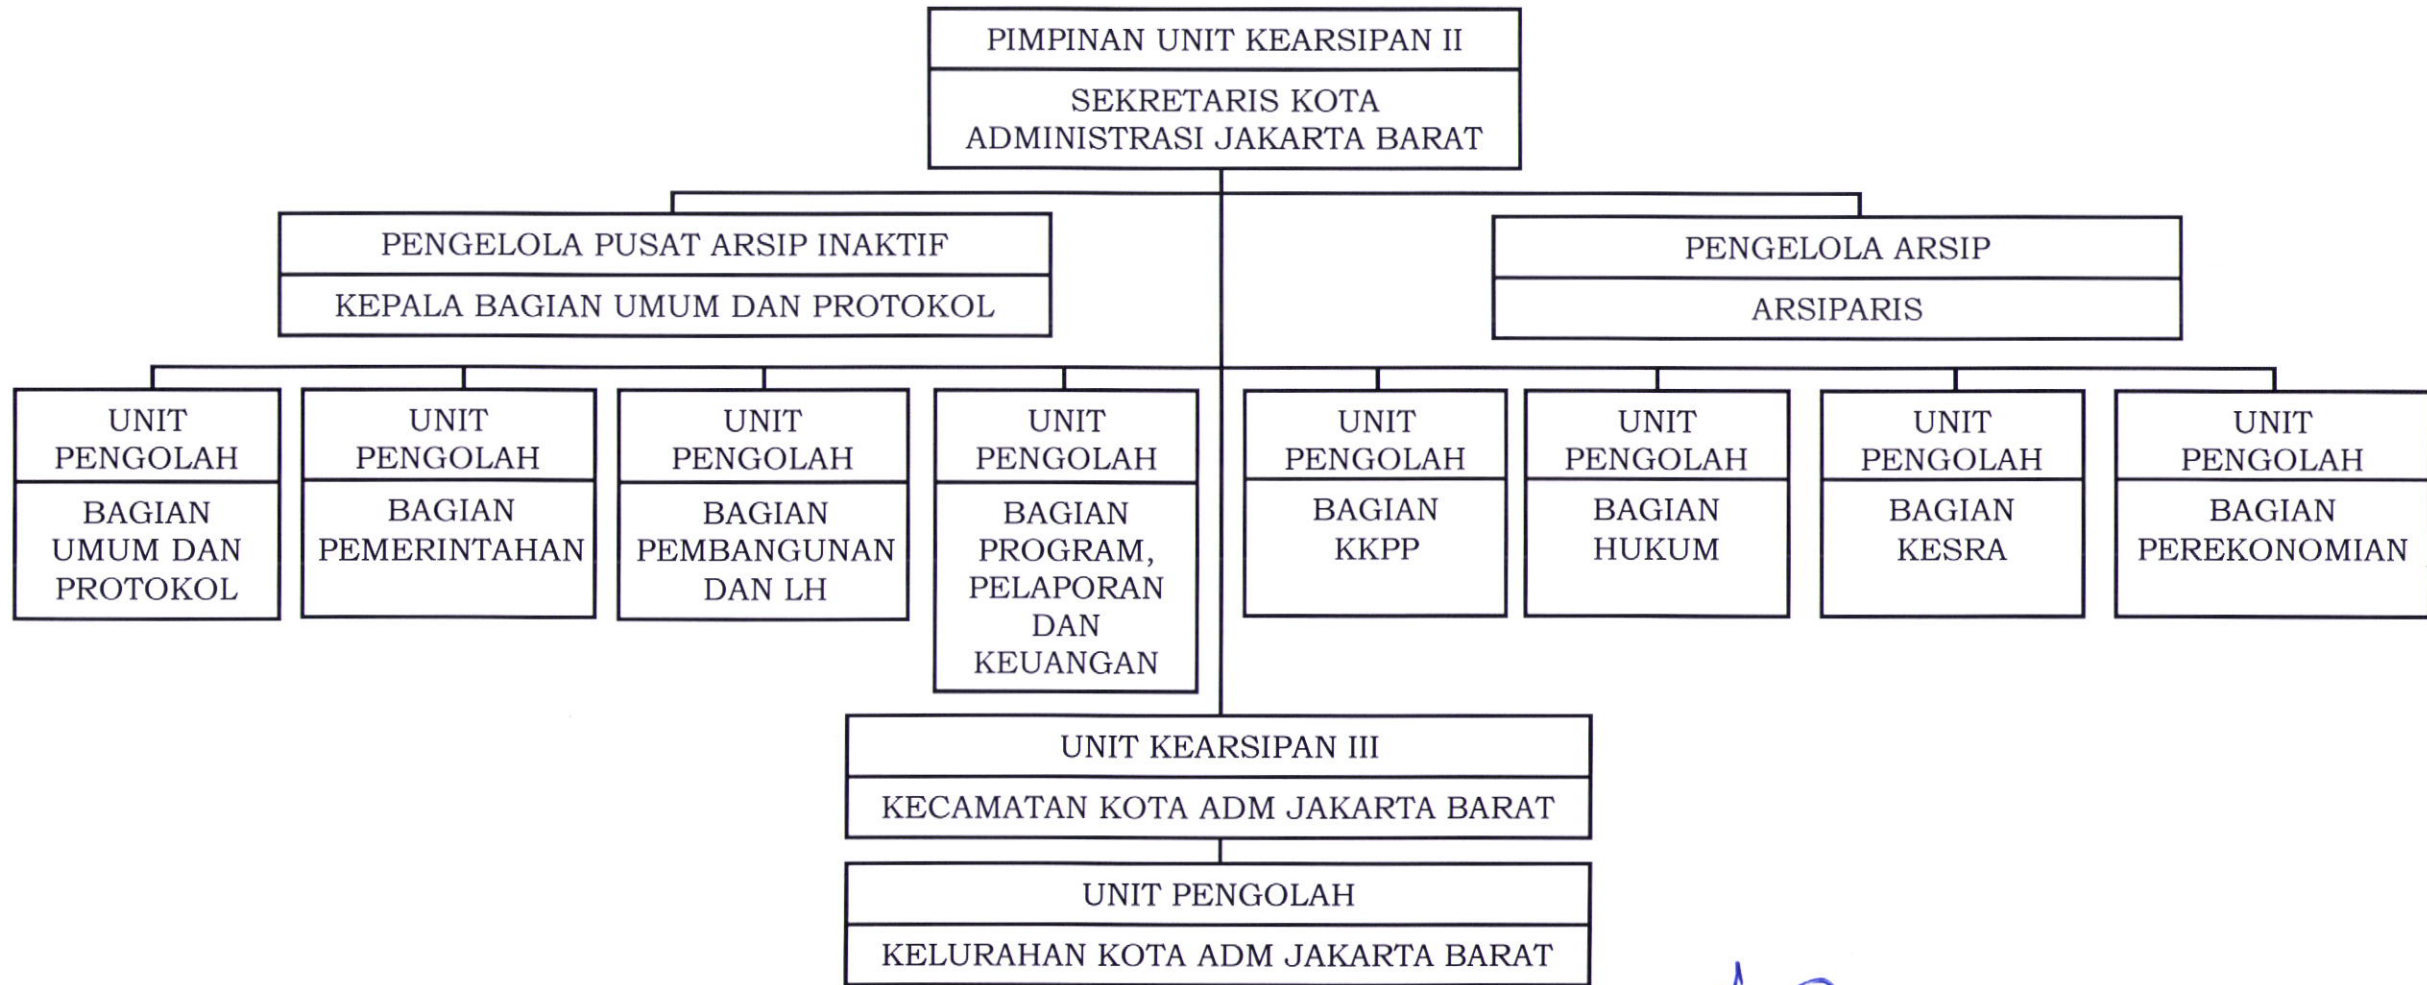 PIMPINAN UNIT KEARSIPAN II
SEKRETARIS KOTA
ADMINISTRASI JAKARTA BARAT
PENGELOLA PUSAT ARSIP INAKTIF
KEPALA BAGIAN UMUM DAN PROTOKOL
PENGELOLA ARSIP
ARSIPARIS
UNIT
PENGOLAH
BAGIAN
UMUM DAN
PROTOKOL
UNIT
PENGOLAH
BAGIAN
PEMERINTAHAN
UNIT
PENGOLAH
BAGIAN
PEMBANGUNAN
DAN LH
UNIT
PENGOLAH
BAGIAN
PROGRAM,
PELAPORAN
DAN
KEUANGAN
UNIT
PENGOLAH
BAGIAN
KKPP
UNIT
PENGOLAH
BAGIAN
HUKUM
UNIT
PENGOLAH
BAGIAN
KESRA
UNIT
PENGOLAH
BAGIAN
PEREKONOMIAN
UNIT KEARSIPAN III
KECAMATAN KOTA ADM JAKARTA BARAT
UNIT PENGOLAH
KELURAHAN KOTA ADM JAKARTA BARAT